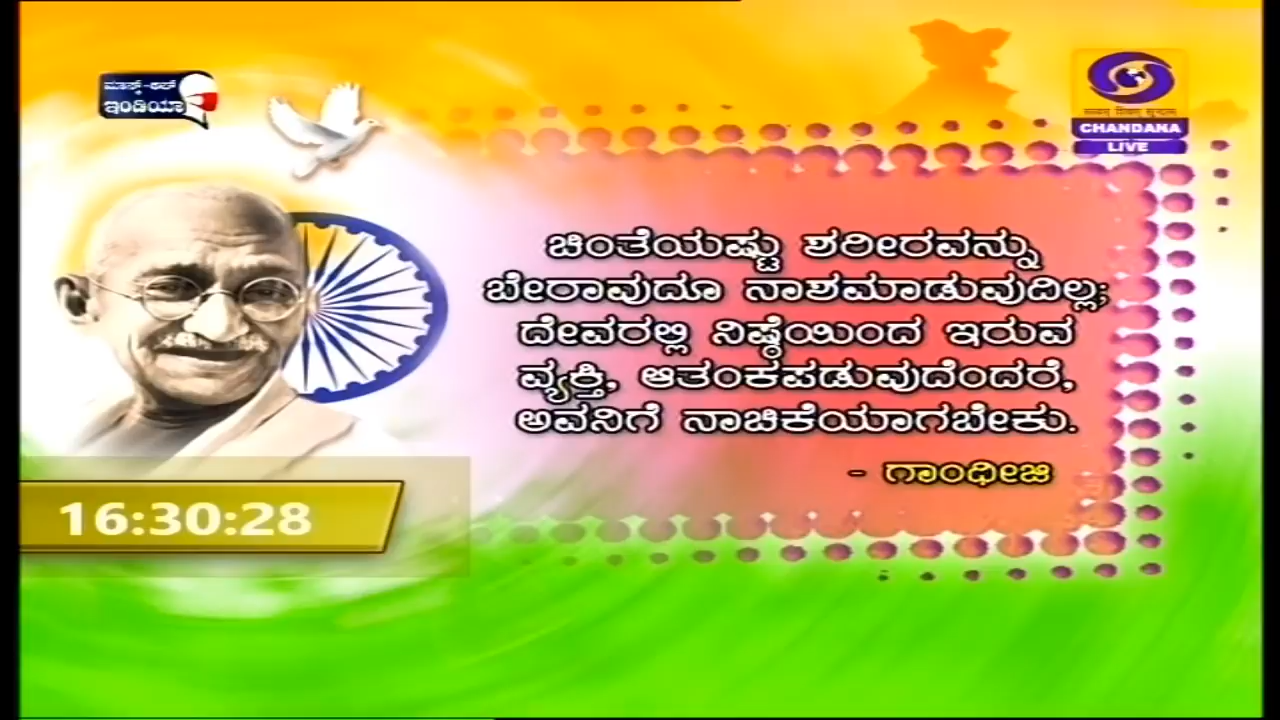 ಮಾಸ್ಕ್-ಅಪ್
ಇಂಡಿಯಾ
CHANDANA
LIVE
ಚಿಂತೆಯಷ್ಟು ಶರೀರವನ್ನು
ಬೇರಾವುದೂ ನಾಶಮಾಡುವುದಿಲ್ಲ;
ದೇವರಲ್ಲಿ ನಿಷ್ಠೆಯಿಂದ ಇರುವ
ವ್ಯಕ್ತಿ, ಆತಂಕಪಡುವುದೆಂದರೆ,
ಅವನಿಗೆ ನಾಚಿಕೆಯಾಗಬೇಕು.
- ಗಾಂಧೀಜಿ
16:30:28